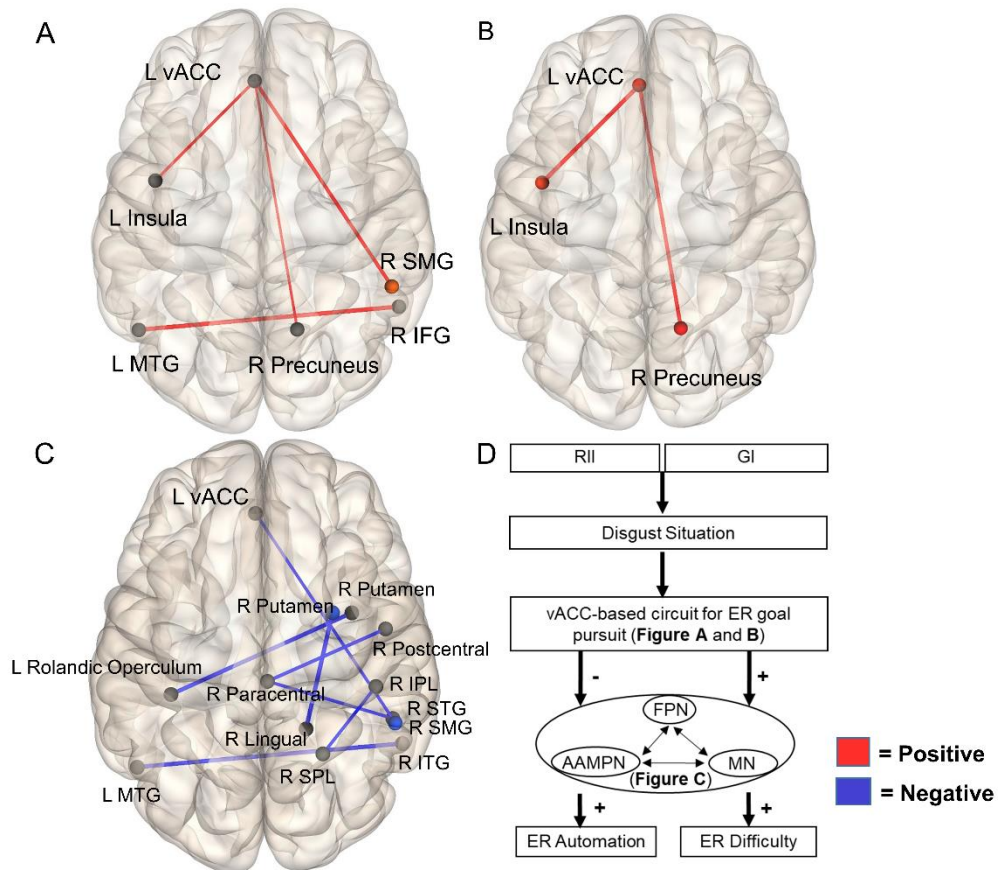 A
L vACC
L Insula
R SMG
R IFG
L MTG
R Precuneus
B
L vACC
L Insula
R Precuneus
C
L vACC
R Putamen
R Putamen
R Postcentral
L Rolandic Operculum
R Paracentral
R IPL
R STG
R SMG
R Lingual
R ITG
R SPL
L MTG
D
RII
GI
Disgust Situation
vACC-based circuit for ER goal
pursuit (Figure A and B)
-
+
FPN
AAMPN
MN
(Figure C)
+
+
ER Automation
ER Difficulty
= Positive
= Negative